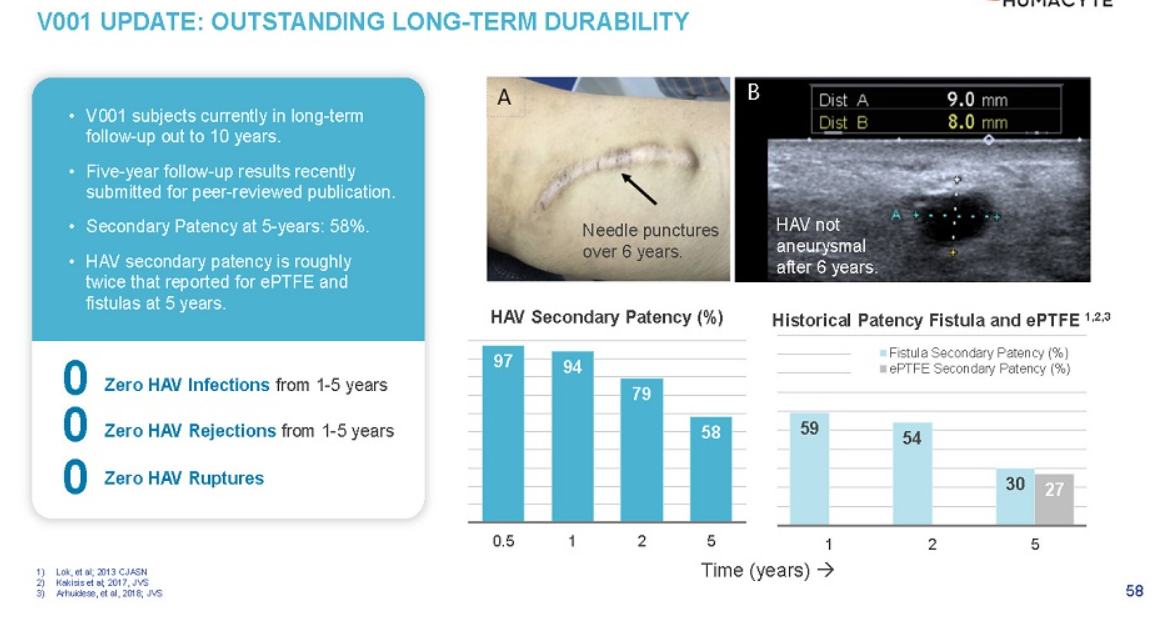 HUMACYTE
V001 UPDATE: OUTSTANDING LONG-TERM DURABILITY
• V001 subjects currently in long-term
follow-up out to 10 years.
• Five-year follow-up results recently
submitted for peer-reviewed publication.
• Secondary Patency at 5-years: 58%.
• HAV secondary patency is roughly
twice that reported for ePTFE and
fistulas at 5 years.
0 Zero HAV Infections from 1-5 years
0 Zero HAV Rejections from 1-5 years
0 Zero HAV Ruptures
A
Needle punctures
over 6 years.
B
Dist A 9.0 mm
Dist B 8.0 mm
A
HAV not
aneurysmal
after 6 years.
HAV Secondary Patency (%)
97
94
79
58
0.5 1 2 5
Historical Patency Fistula and ePTFE 1,2,3
Fistula Secondary Patency (%)
ePTFE Secondary Patency (%)
59
54
30
27
1 2 5
Time (years) →
1) Lok, et al; 2013 CJASN
2) Kakisis et al; 2017, JVS
3) Arhuidese, et al, 2018; JVS
58